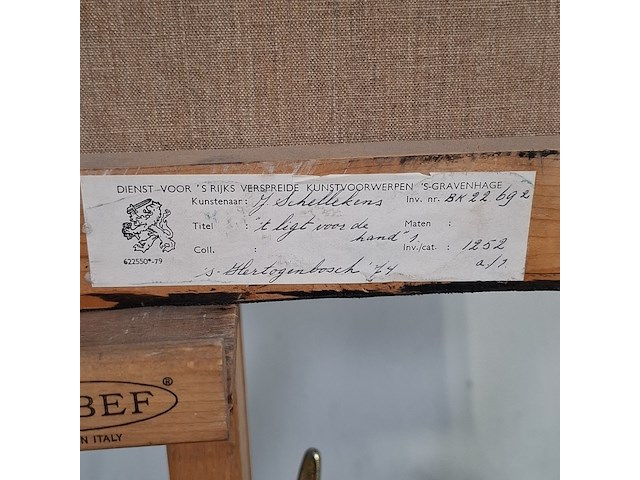 DIENST VOOR 'S RIJKS VERSPREIDE KUNSTVOORWERPEN 'S-GRAVENHAGE
Kunstenaar : J. Schellekens Inv. nr. BK 22 692
Titel : "'t ligt voor de Maten :
hand" 1.
Coll. : Inv./cat. : 1252
622550*-79 's-Hertogenbosch '74 a/1
BEF®
N ITALY